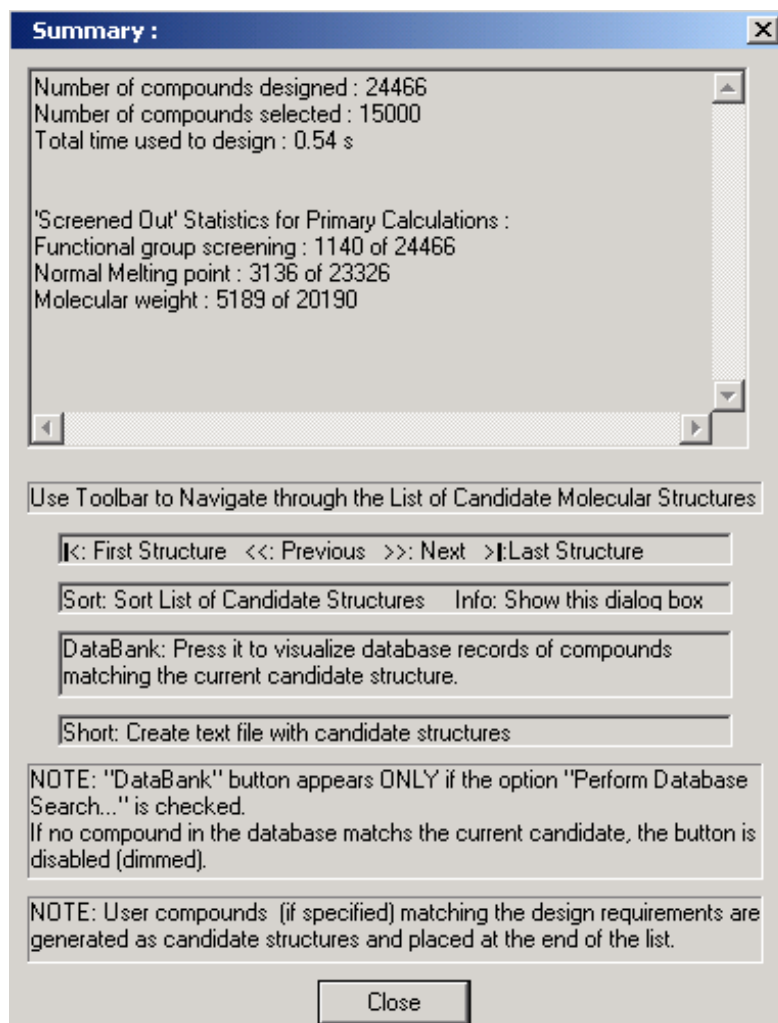 Summary :
Number of compounds designed : 24466
Number of compounds selected : 15000
Total time used to design : 0.54 s
'Screened Out' Statistics for Primary Calculations :
Functional group screening : 1140 of 24466
Normal Melting point : 3136 of 23326
Molecular weight : 5189 of 20190
Use Toolbar to Navigate through the List of Candidate Molecular Structures
|<: First Structure <<: Previous >>: Next >|:Last Structure
Sort: Sort List of Candidate Structures Info: Show this dialog box
DataBank: Press it to visualize database records of compounds
matching the current candidate structure.
Short: Create text file with candidate structures
NOTE: "DataBank" button appears ONLY if the option "Perform Database
Search..." is checked.
If no compound in the database matchs the current candidate, the button is
disabled (dimmed).
NOTE: User compounds (if specified) matching the design requirements are
generated as candidate structures and placed at the end of the list.
Close